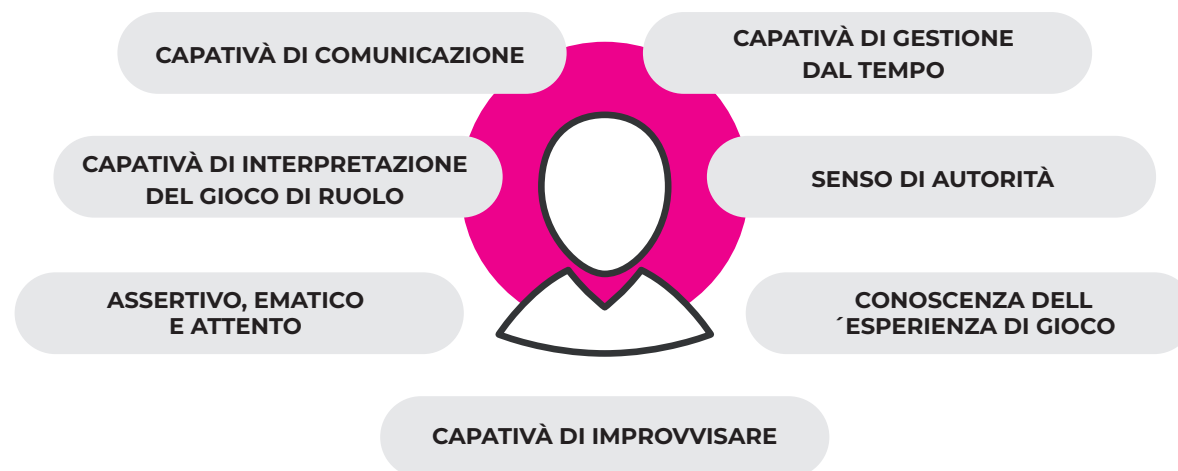 CAPATIVÀ DI COMUNICAZIONE
CAPATIVÀ DI GESTIONE
DAL TEMPO
CAPATIVÀ DI INTERPRETAZIONE
DEL GIOCO DI RUOLO
SENSO DI AUTORITÀ
ASSERTIVO, EMATICO
E ATTENTO
CONOSCENZA DELL
´ESPERIENZA DI GIOCO
CAPATIVÀ DI IMPROVVISARE